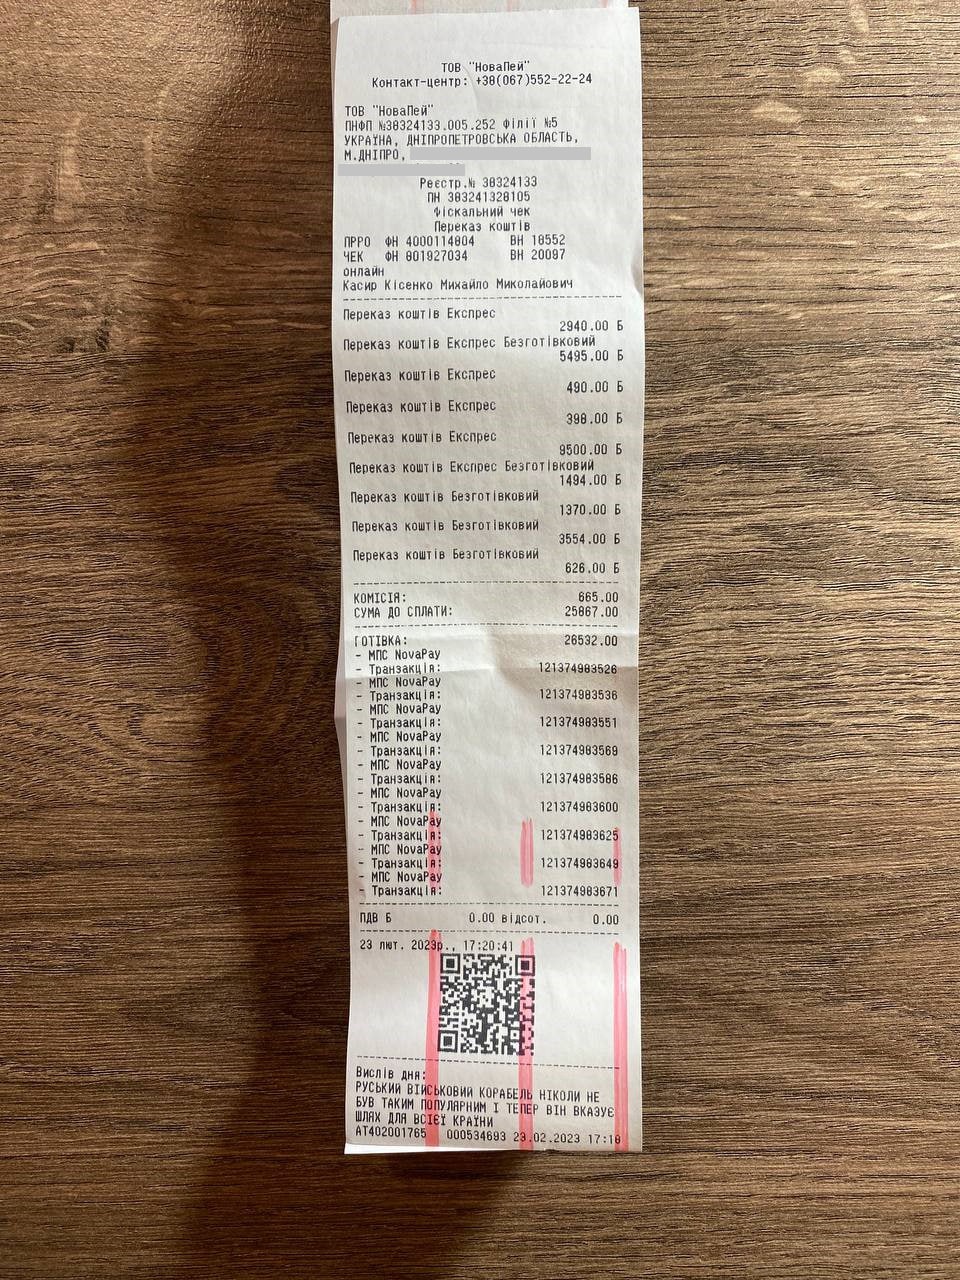 ТОВ "НоваПей"
Контакт-центр: +38(067)552-22-24
ТОВ "НоваПей"
ПНФП №38324133.005.252 Філії №5
УКРАЇНА, ДНІПРОПЕТРОВСЬКА ОБЛАСТЬ,
М.ДНІПРО,
Реєстр.№ 38324133
ПН 383241328105
Фіскальний чек
Переказ коштів
ПРРО ФН 4000114804 ВН 18552
ЧЕК ФН 801927034 ВН 20097
онлайн
Касир Кісенко Михайло Миколайович
Переказ коштів Експрес
2940.00 Б
Переказ коштів Експрес Безготівковий
5495.00 Б
Переказ коштів Експрес
490.00 Б
Переказ коштів Експрес
398.00 Б
Переказ коштів Експрес
9500.00 Б
Переказ коштів Експрес Безготівковий
1494.00 Б
Переказ коштів Безготівковий
1370.00 Б
Переказ коштів Безготівковий
3554.00 Б
Переказ коштів Безготівковий
626.00 Б
КОМІСІЯ: 665.00
СУМА ДО СПЛАТИ: 25867.00
ГОТІВКА: 26532.00
- МПС NovaPay
- Транзакція: 121374983526
- МПС NovaPay
- Транзакція: 121374983536
- МПС NovaPay
- Транзакція: 121374983551
- МПС NovaPay
- Транзакція: 121374983569
- МПС NovaPay
- Транзакція: 121374983586
- МПС NovaPay
- Транзакція: 121374983600
- МПС NovaPay
- Транзакція: 121374983625
- МПС NovaPay
- Транзакція: 121374983649
- МПС NovaPay
- Транзакція: 121374983671
ПДВ Б 0.00 відсот. 0.00
23 лют. 2023р., 17:20:41
Вислів дня:
РУСЬКИЙ ВІЙСЬКОВИЙ КОРАБЕЛЬ НІКОЛИ НЕ
БУВ ТАКИМ ПОПУЛЯРНИМ І ТЕПЕР ВІН ВКАЗУЄ
ШЛЯХ ДЛЯ ВСІЄЇ КРАЇНИ
АТ402001765 000534693 23.02.2023 17:18